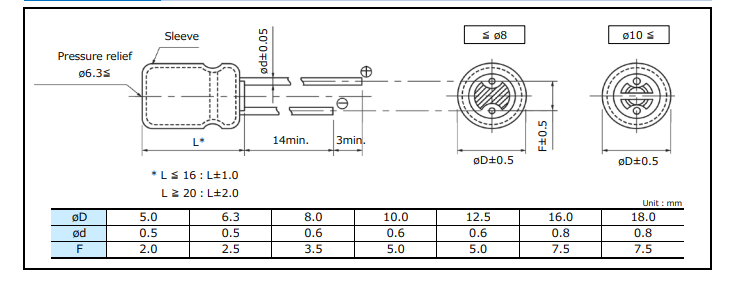 Sleeve
Pressure relief
ø6.3≦
ød±0.05
⊕
⊖
L*
14min.
3min.
* L ≦ 16 : L±1.0
L ≧ 20 : L±2.0
≦ ø8
ø10 ≦
F±0.5
øD±0.5
øD±0.5
Unit : mm
øD 5.0 6.3 8.0 10.0 12.5 16.0 18.0
ød 0.5 0.5 0.6 0.6 0.6 0.8 0.8
F 2.0 2.5 3.5 5.0 5.0 7.5 7.5